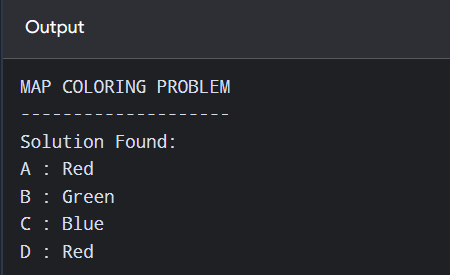 Output
MAP COLORING PROBLEM
--------------------
Solution Found:
A : Red
B : Green
C : Blue
D : Red